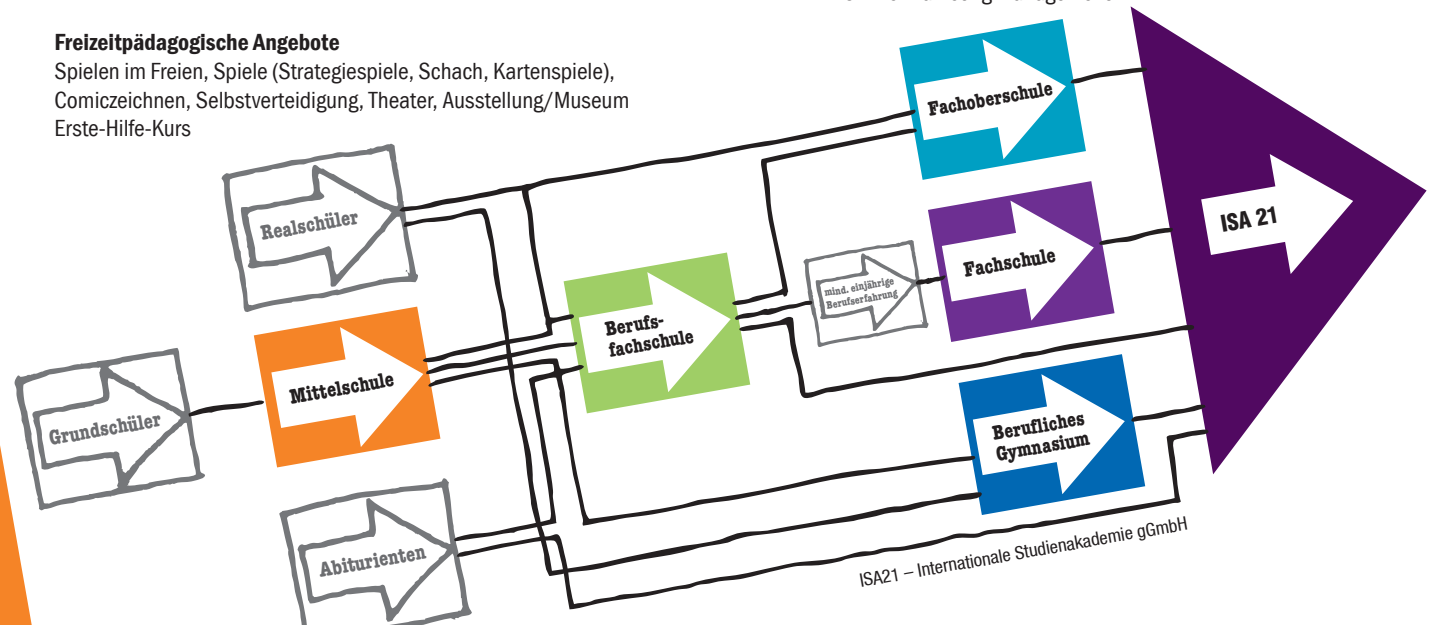 Freizeitpädagogische Angebote
Spielen im Freien, Spiele (Strategiespiele, Schach, Kartenspiele),
Comiczeichnen, Selbstverteidigung, Theater, Ausstellung/Museum
Erste-Hilfe-Kurs
Fachoberschule
Realschüler
ISA 21
Fachschule
mind. einjährige
Berufserfahrung
Berufs-
fachschule
Mittelschule
Grundschüler
Berufliches
Gymnasium
Abiturienten
ISA21 – Internationale Studienakademie gGmbH